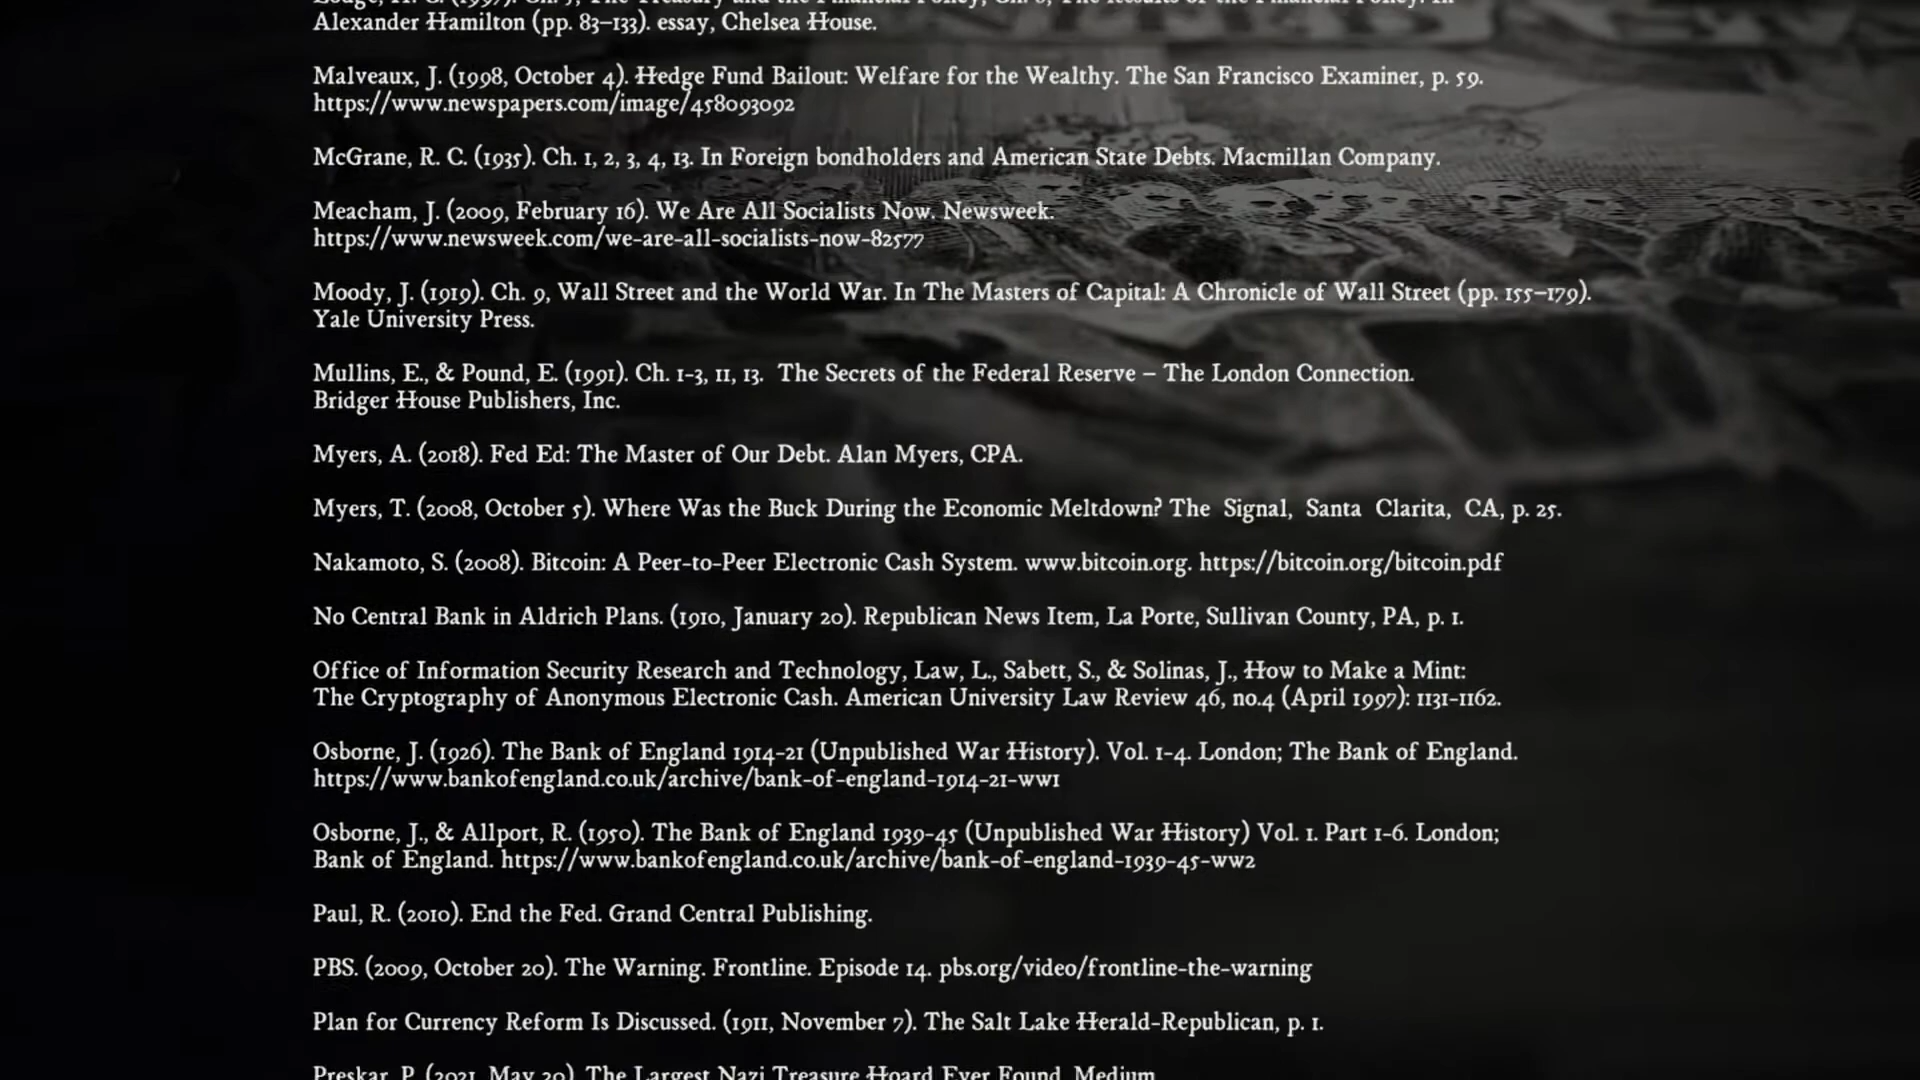 Alexander Hamilton (pp. 83–133). essay, Chelsea House.
Malveaux, J. (1998, October 4). Hedge Fund Bailout: Welfare for the Wealthy. The San Francisco Examiner, p. 59.
https://www.newspapers.com/image/458093092
McGrane, R. C. (1935). Ch. 1, 2, 3, 4, 13. In Foreign bondholders and American State Debts. Macmillan Company.
Meacham, J. (2009, February 16). We Are All Socialists Now. Newsweek.
https://www.newsweek.com/we-are-all-socialists-now-82577
Moody, J. (1919). Ch. 9, Wall Street and the World War. In The Masters of Capital: A Chronicle of Wall Street (pp. 155–179).
Yale University Press.
Mullins, E., & Pound, E. (1991). Ch. 1-3, 11, 13.  The Secrets of the Federal Reserve – The London Connection.
Bridger House Publishers, Inc.
Myers, A. (2018). Fed Ed: The Master of Our Debt. Alan Myers, CPA.
Myers, T. (2008, October 5). Where Was the Buck During the Economic Meltdown? The  Signal,  Santa  Clarita,  CA, p. 25.
Nakamoto, S. (2008). Bitcoin: A Peer-to-Peer Electronic Cash System. www.bitcoin.org. https://bitcoin.org/bitcoin.pdf
No Central Bank in Aldrich Plans. (1910, January 20). Republican News Item, La Porte, Sullivan County, PA, p. 1.
Office of Information Security Research and Technology, Law, L., Sabett, S., & Solinas, J., How to Make a Mint:
The Cryptography of Anonymous Electronic Cash. American University Law Review 46, no.4 (April 1997): 1131-1162.
Osborne, J. (1926). The Bank of England 1914-21 (Unpublished War History). Vol. 1-4. London; The Bank of England.
https://www.bankofengland.co.uk/archive/bank-of-england-1914-21-ww1
Osborne, J., & Allport, R. (1950). The Bank of England 1939-45 (Unpublished War History) Vol. 1. Part 1-6. London;
Bank of England. https://www.bankofengland.co.uk/archive/bank-of-england-1939-45-ww2
Paul, R. (2010). End the Fed. Grand Central Publishing.
PBS. (2009, October 20). The Warning. Frontline. Episode 14. pbs.org/video/frontline-the-warning
Plan for Currency Reform Is Discussed. (1911, November 7). The Salt Lake Herald-Republican, p. 1.
Preskar, P. (2021, May 20). The Largest Nazi Treasure Hoard Ever Found. Medium.